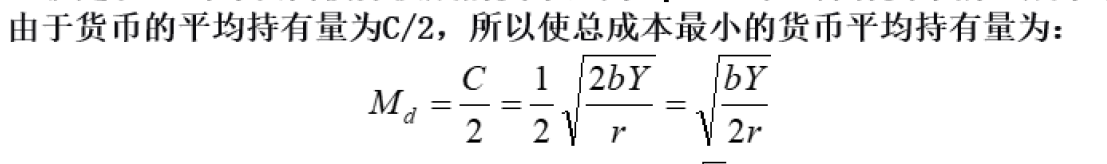 由于货币的平均持有量为C/2，所以使总成本最小的货币平均持有量为：
M_d = C/2 = 1/2 √(2bY/r) = √(bY/2r)